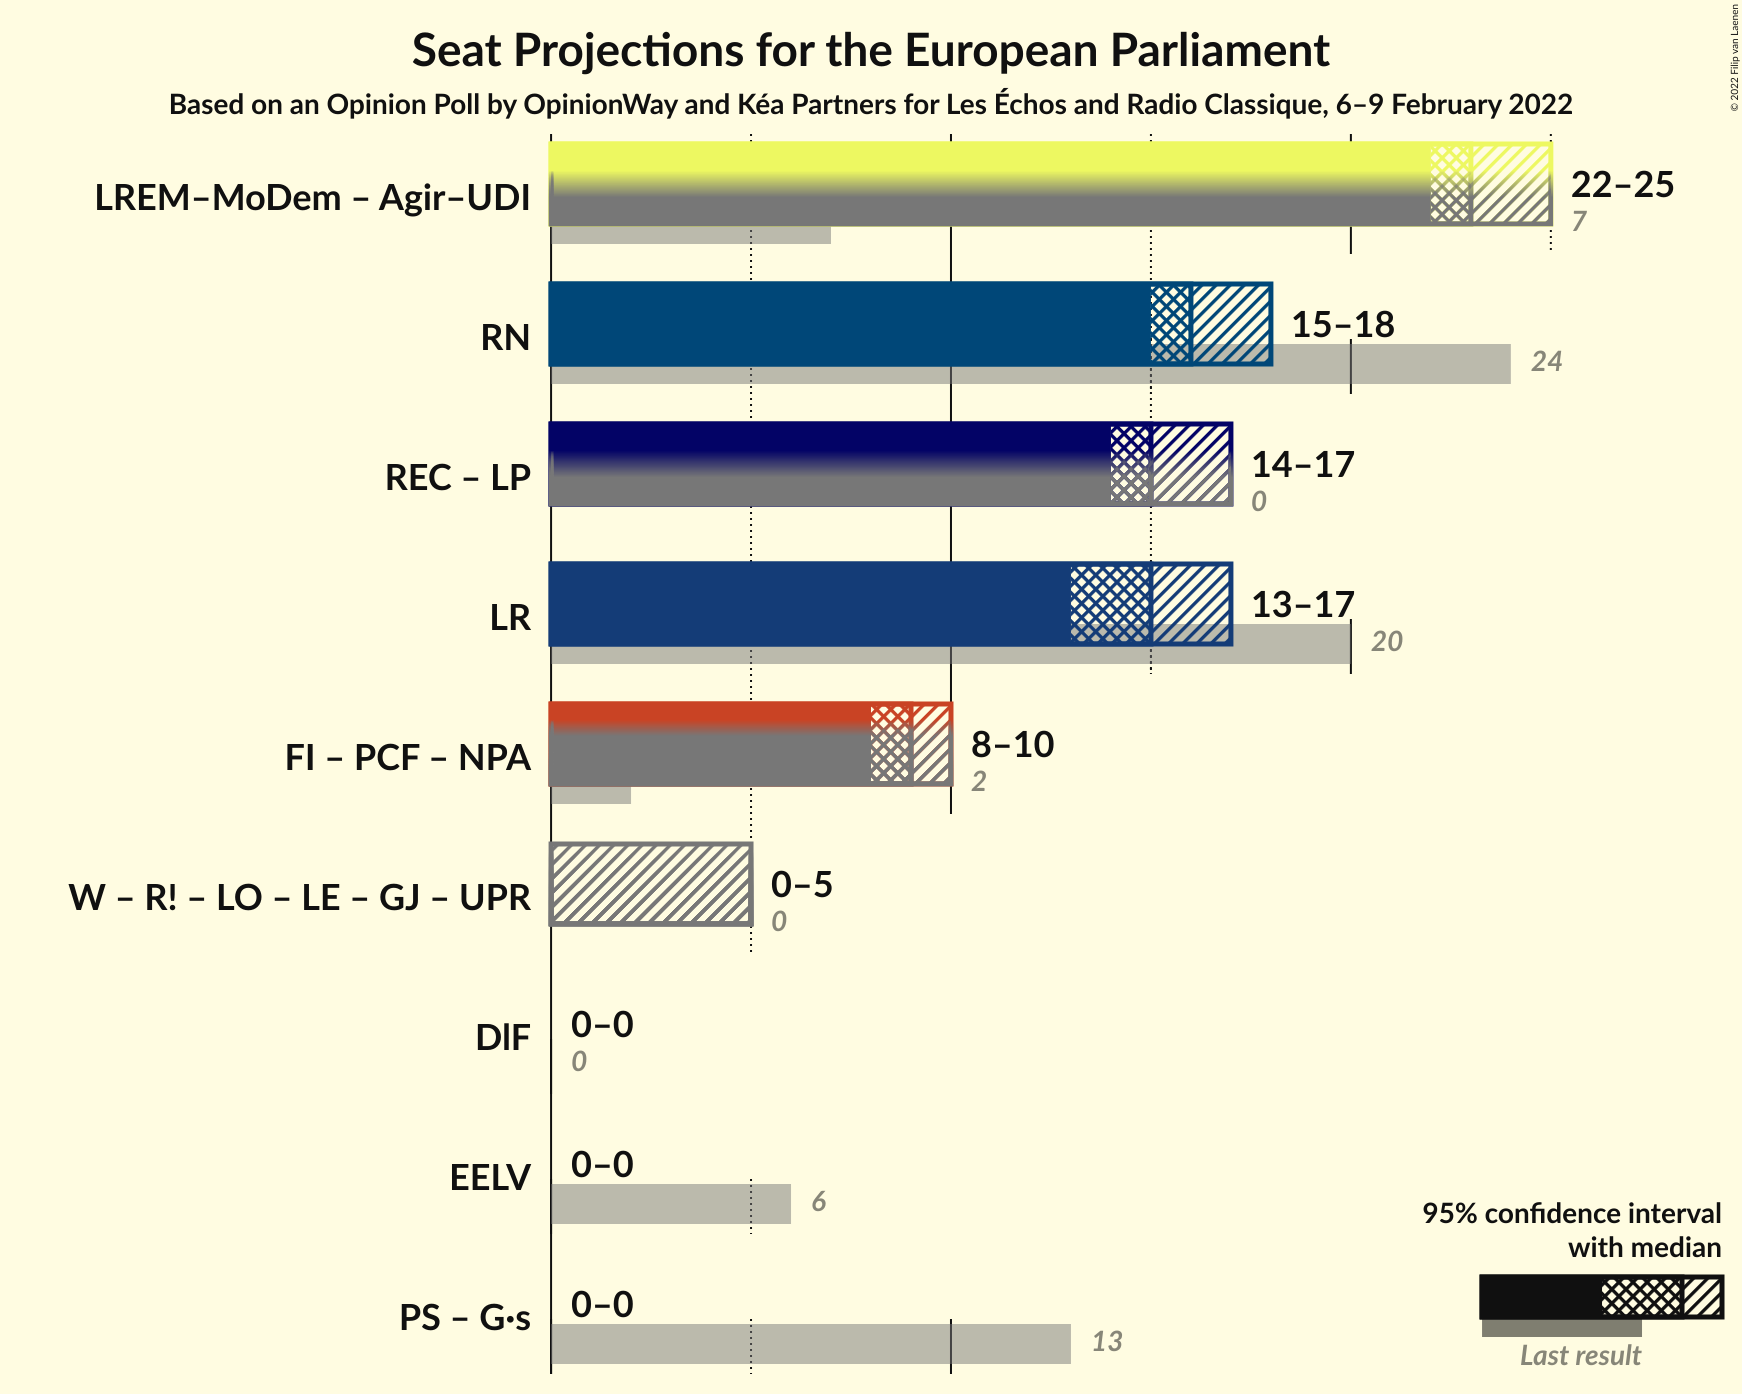 Seat Projections for the European Parliament
Based on an Opinion Poll by OpinionWay and Kéa Partners for Les Échos and Radio Classique, 6–9 February 2022
© 2022 Filip van Laenen
LREM–MoDem – Agir–UDI
22–25
7
RN
15–18
24
REC – LP
14–17
0
LR
13–17
20
FI – PCF – NPA
8–10
2
W – R! – LO – LE – GJ – UPR
0–5
0
DlF
0–0
0
EELV
0–0
6
PS – G·s
0–0
13
95% confidence interval
with median
Last result